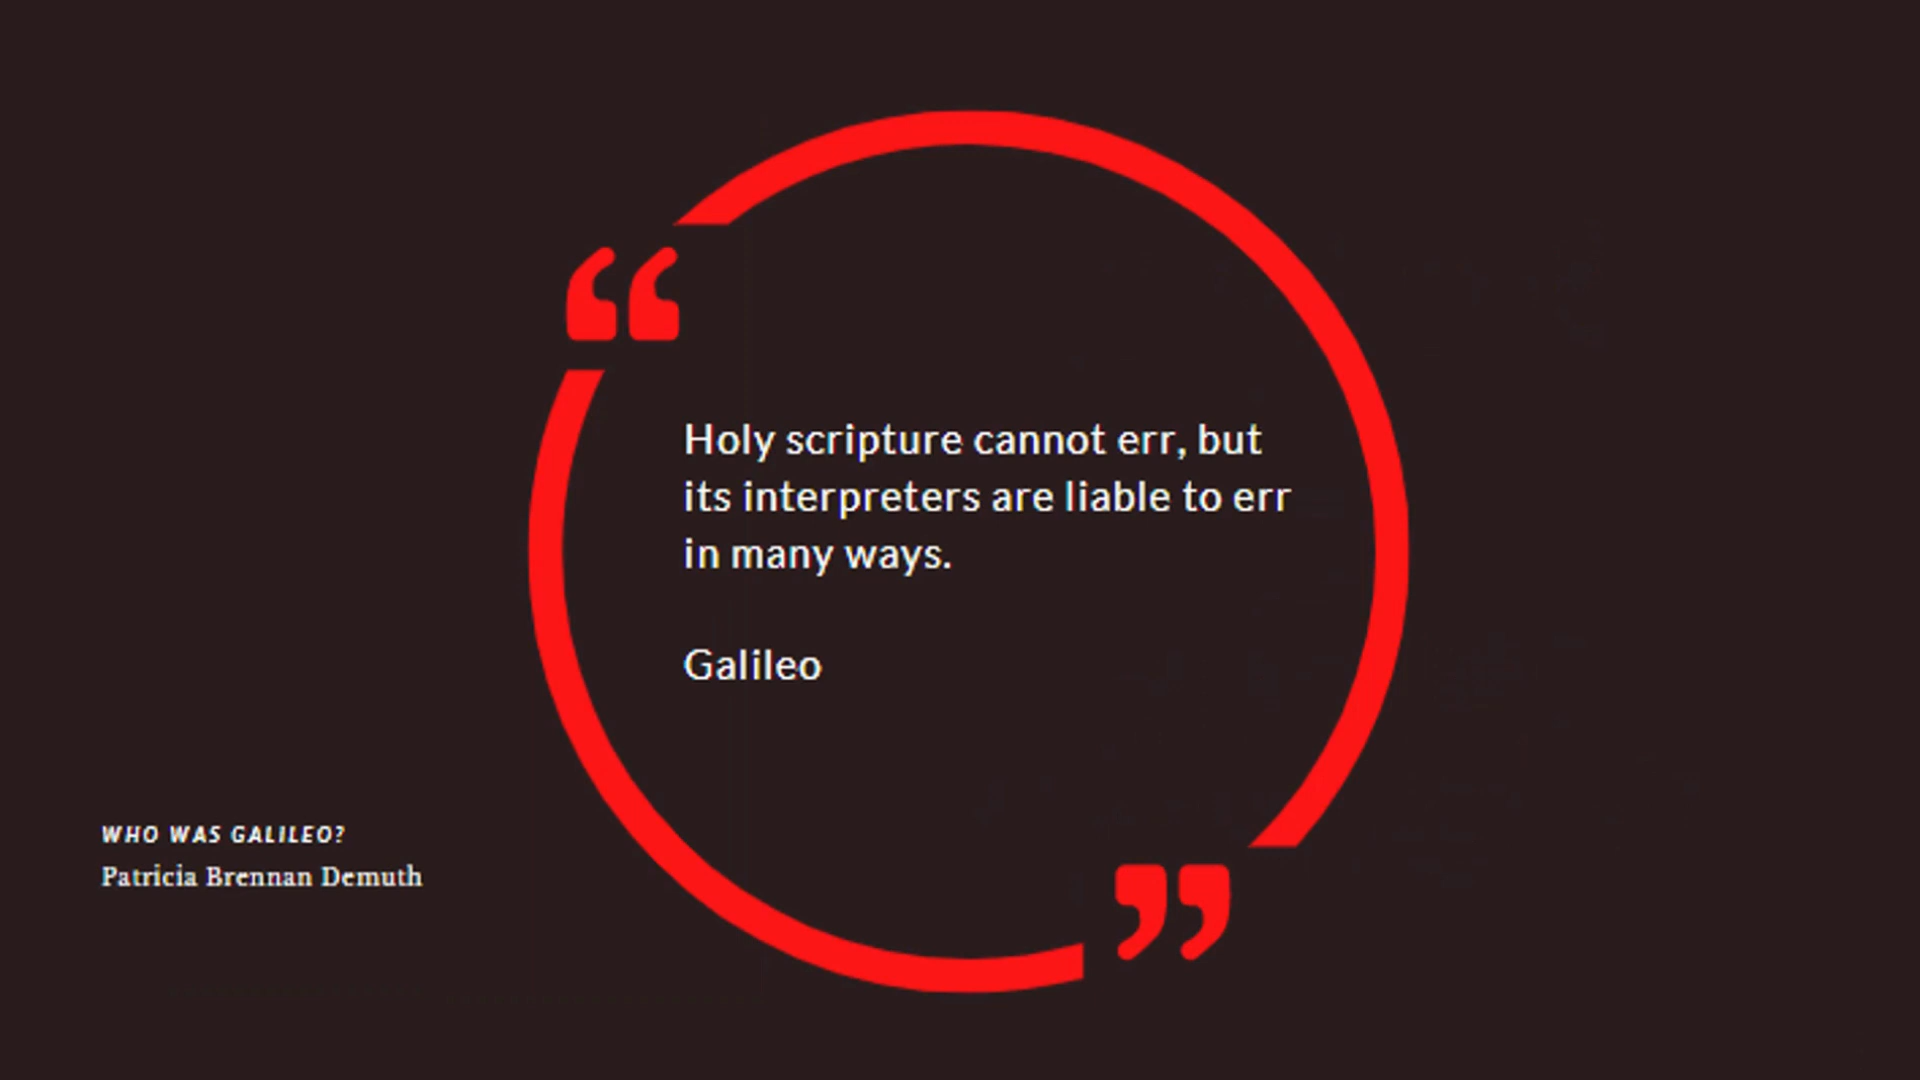 Holy scripture cannot err, but
its interpreters are liable to err
in many ways.
Galileo
WHO WAS GALILEO?
Patricia Brennan Demuth